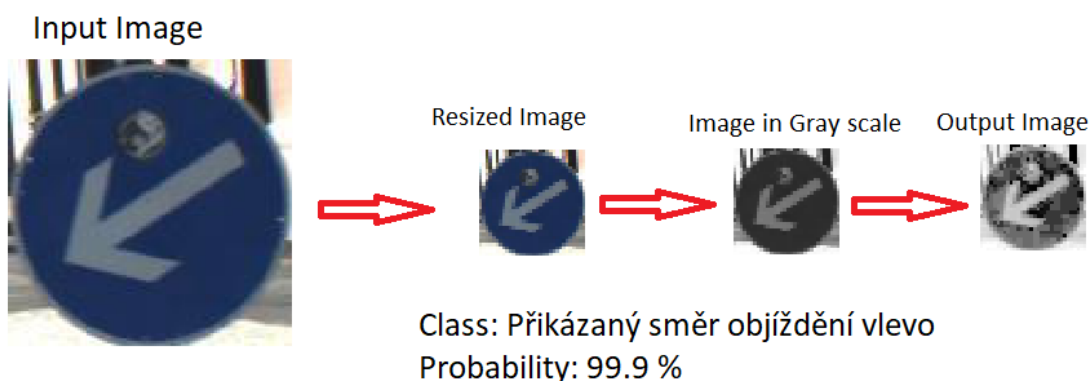 Input Image
Resized Image
Image in Gray scale
Output Image
Class: Přikázaný směr objíždění vlevo
Probability: 99.9 %